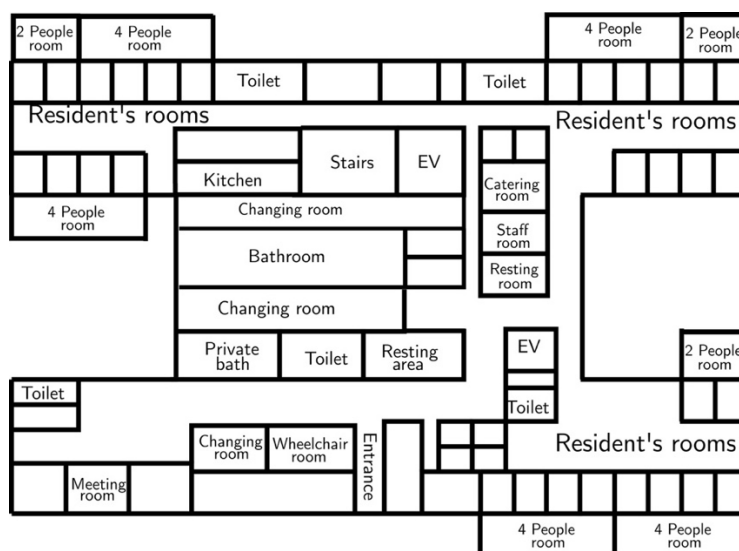 2 People
room
4 People
room
4 People
room
2 People
room
Toilet
Toilet
Resident's rooms
Resident's rooms
Kitchen
Stairs
EV
Catering
room
4 People
room
Changing room
Staff
room
Bathroom
Resting
room
Changing room
Private
bath
Toilet
Resting
area
EV
2 People
room
Toilet
Toilet
Changing
room
Wheelchair
room
Entrance
Resident's rooms
Meeting
room
4 People
room
4 People
room